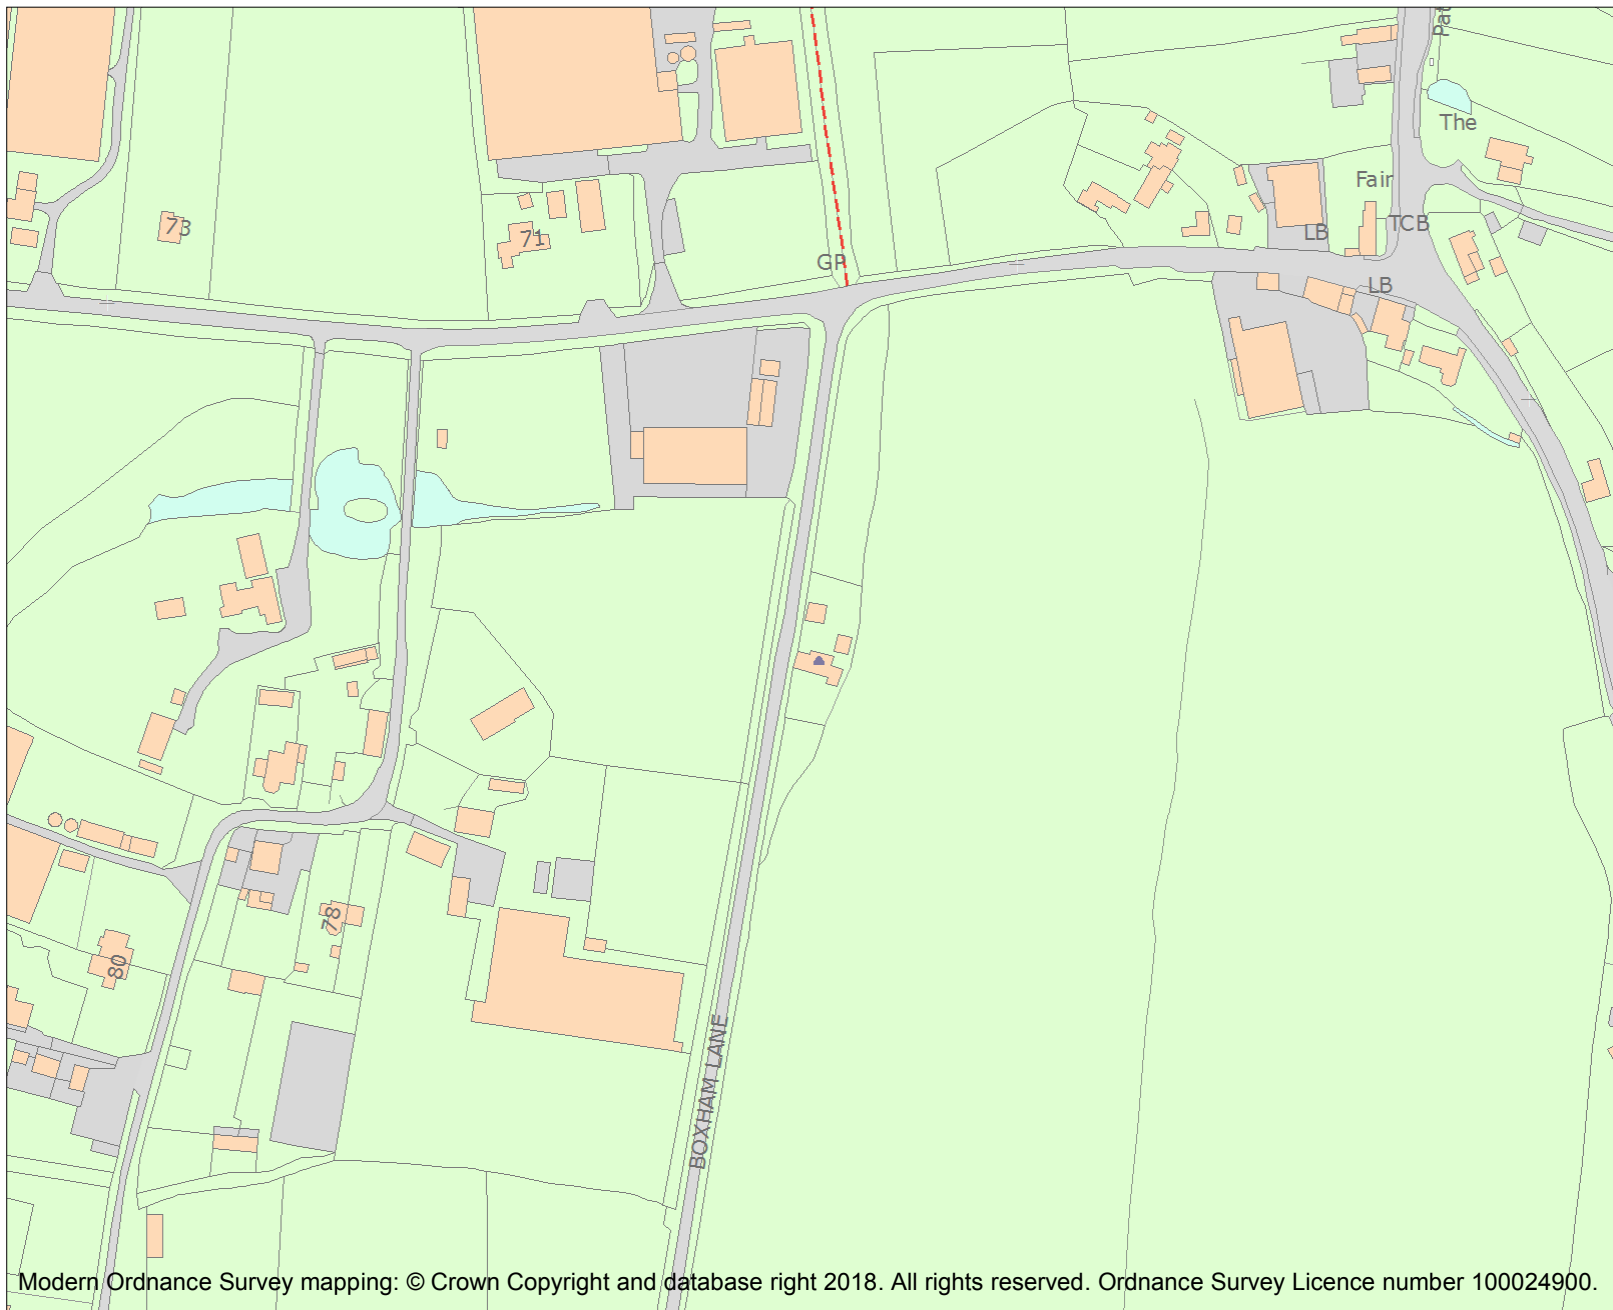 Pat
The
Fair
73
71
TCB
LB
GP
LB
78
80
BOXHAM LANE
Modern Ordnance Survey mapping: © Crown Copyright and database right 2018. All rights reserved. Ordnance Survey Licence number 100024900.